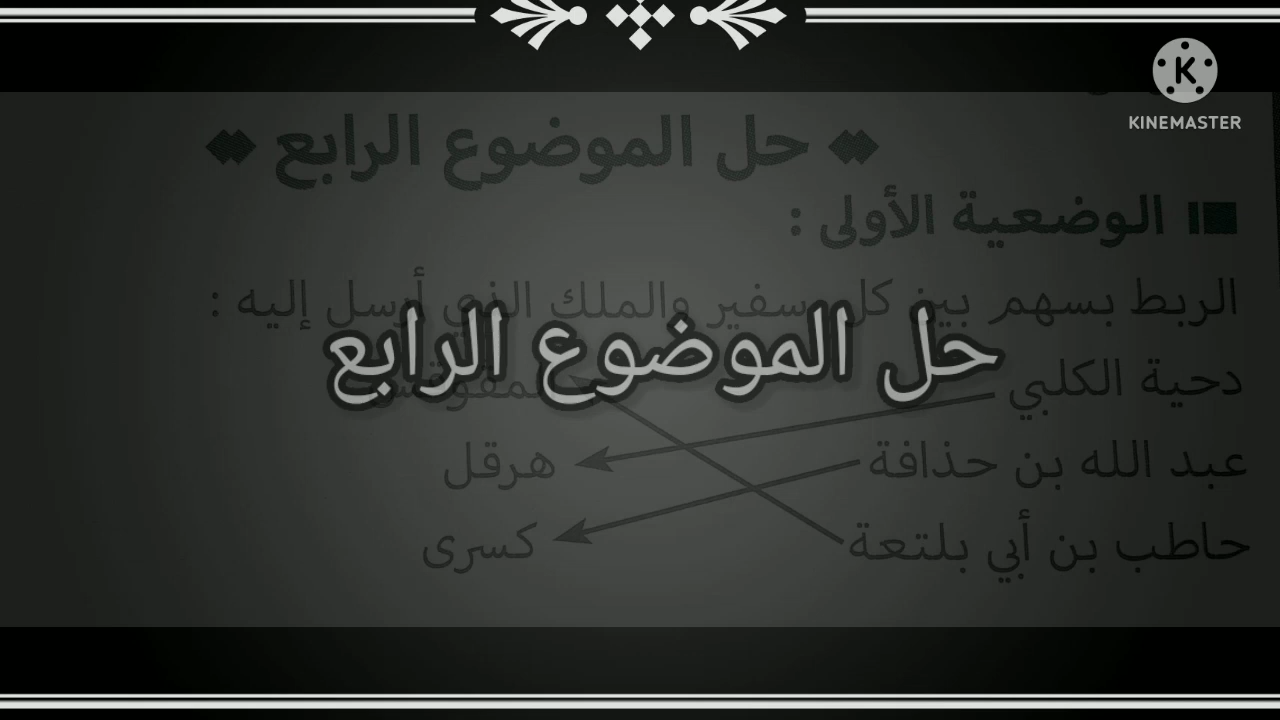 KINEMASTER
حل الموضوع الرابع
الوضعية الأولى :
الربط بسهم بين كل سفير والملك الذي أرسل إليه :
حل الموضوع الرابع
دحية الكلبي
عبد الله بن حذافة هرقل
حاطب بن أبي بلتعة كسرى